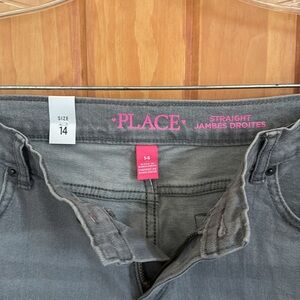 SIZE
14
PLACE
STRAIGHT
JAMBES DROITES
14